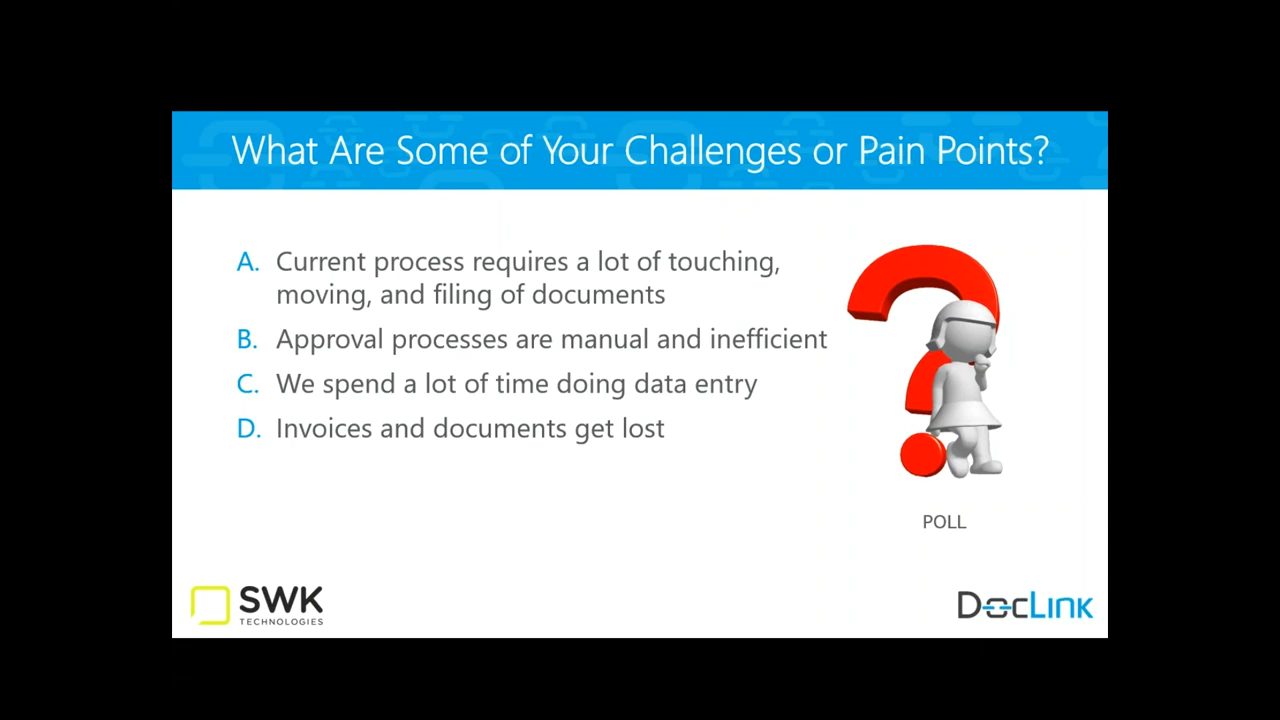 What Are Some of Your Challenges or Pain Points?
A. Current process requires a lot of touching,
moving, and filing of documents
B. Approval processes are manual and inefficient
C. We spend a lot of time doing data entry
D. Invoices and documents get lost
POLL
SWK
TECHNOLOGIES
DocLink